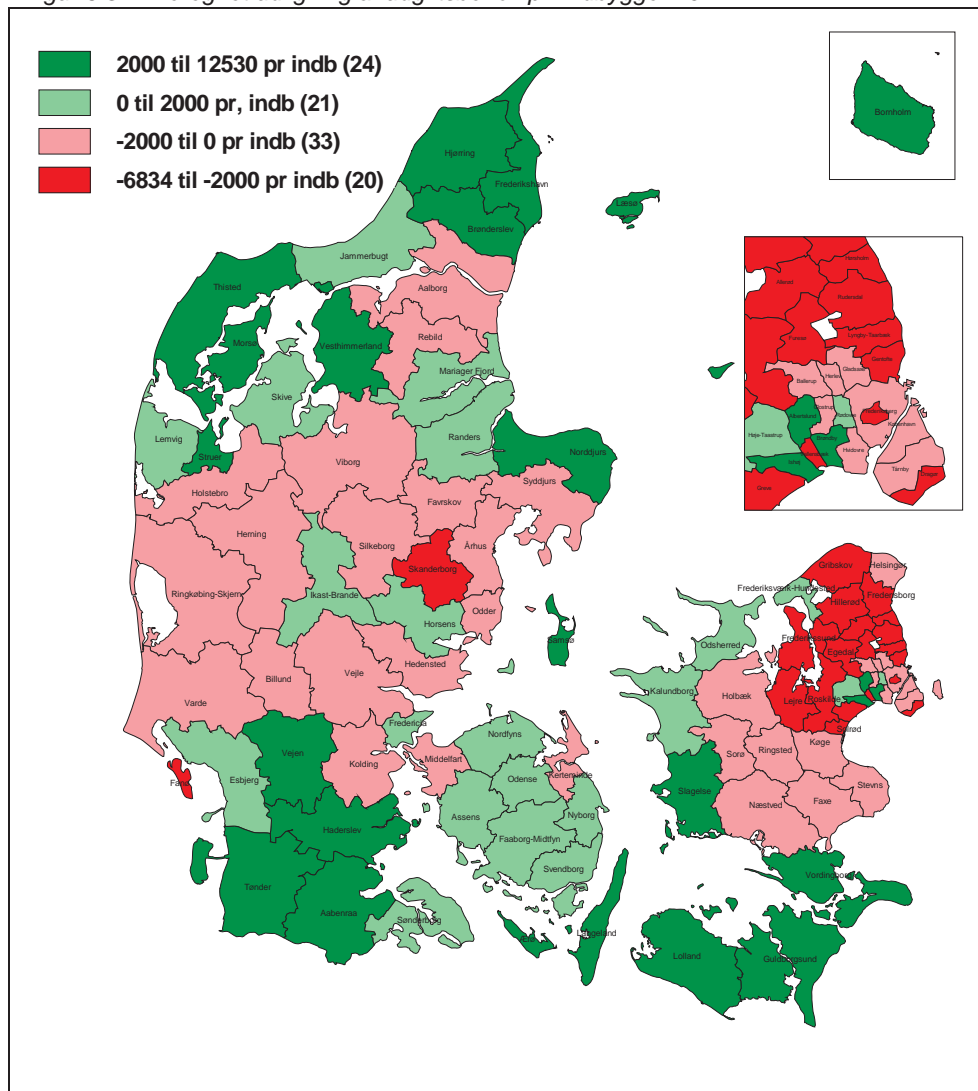 2000 til 12530 pr indb (24)
0 til 2000 pr, indb (21)
-2000 til 0 pr indb (33)
-6834 til -2000 pr indb (20)
Bornholm
Hjørring
Frederikshavn
Læsø
Brønderslev
Jammerbugt
Thisted
Aalborg
Morsø
Vesthimmerland
Rebild
Mariager Fjord
Skive
Lemvig
Struer
Randers
Norddjurs
Viborg
Syddjurs
Holstebro
Favrskov
Herning
Silkeborg
Århus
Skanderborg
Ringkøbing-Skjern
Ikast-Brande
Horsens
Odder
Samsø
Hedensted
Billund
Vejle
Varde
Fredericia
Vejen
Kolding
Middelfart
Nordfyns
Kerteminde
Fanø
Esbjerg
Odense
Assens
Nyborg
Haderslev
Faaborg-Midtfyn
Svendborg
Tønder
Aabenraa
Sønderborg
Ærø
Langeland
Hørsholm
Allerød
Rudersdal
Furesø
Lyngby-Taarbæk
Gentofte
Gladsaxe
Ballerup
Herlev
Glostrup
Rødovre
Frederiksberg
København
Albertslund
Høje-Taastrup
Brøndby
Hvidovre
Vallensbæk
Ishøj
Tårnby
Dragør
Greve
Gribskov
Helsingør
Frederiksværk-Hundested
Fredensborg
Hillerød
Frederikssund
Egedal
Odsherred
Kalundborg
Holbæk
Lejre
Roskilde
Solrød
Køge
Sorø
Ringsted
Stevns
Slagelse
Næstved
Faxe
Vordingborg
Lolland
Guldborgsund